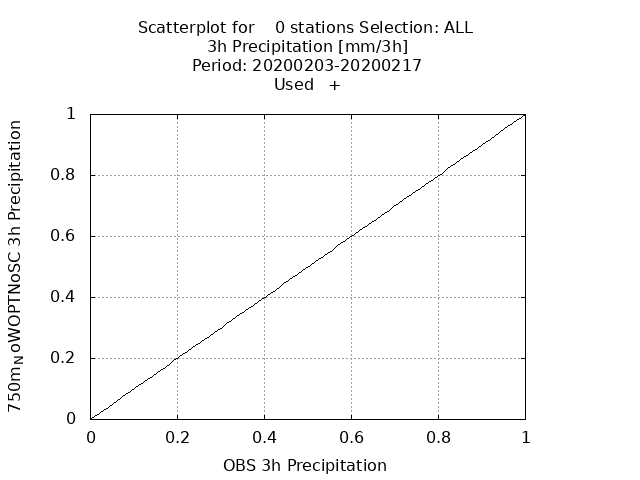 Scatterplot for    0 stations Selection: ALL
3h Precipitation [mm/3h]
Period: 20200203-20200217
Used   +
1
0.8
0.6
0.4
0.2
0
0 0.2 0.4 0.6 0.8 1
750m_NoWOPTNoSC 3h Precipitation
OBS 3h Precipitation